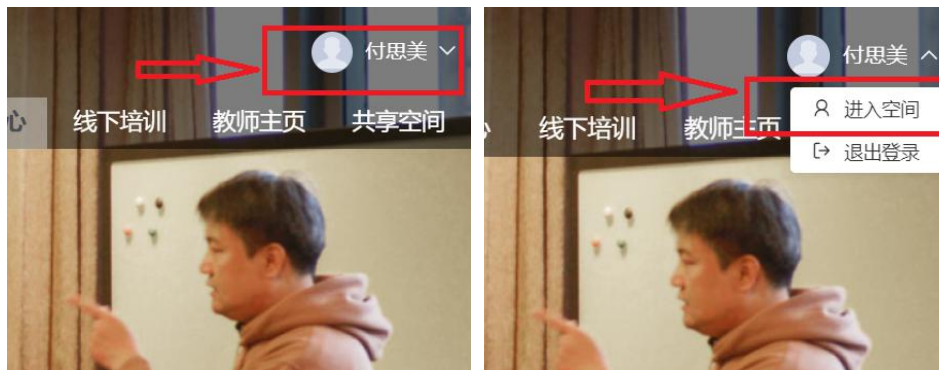 付思美
心 线下培训 教师主页 共享空间
付思美
进入空间
线下培训 教师主页
退出登录